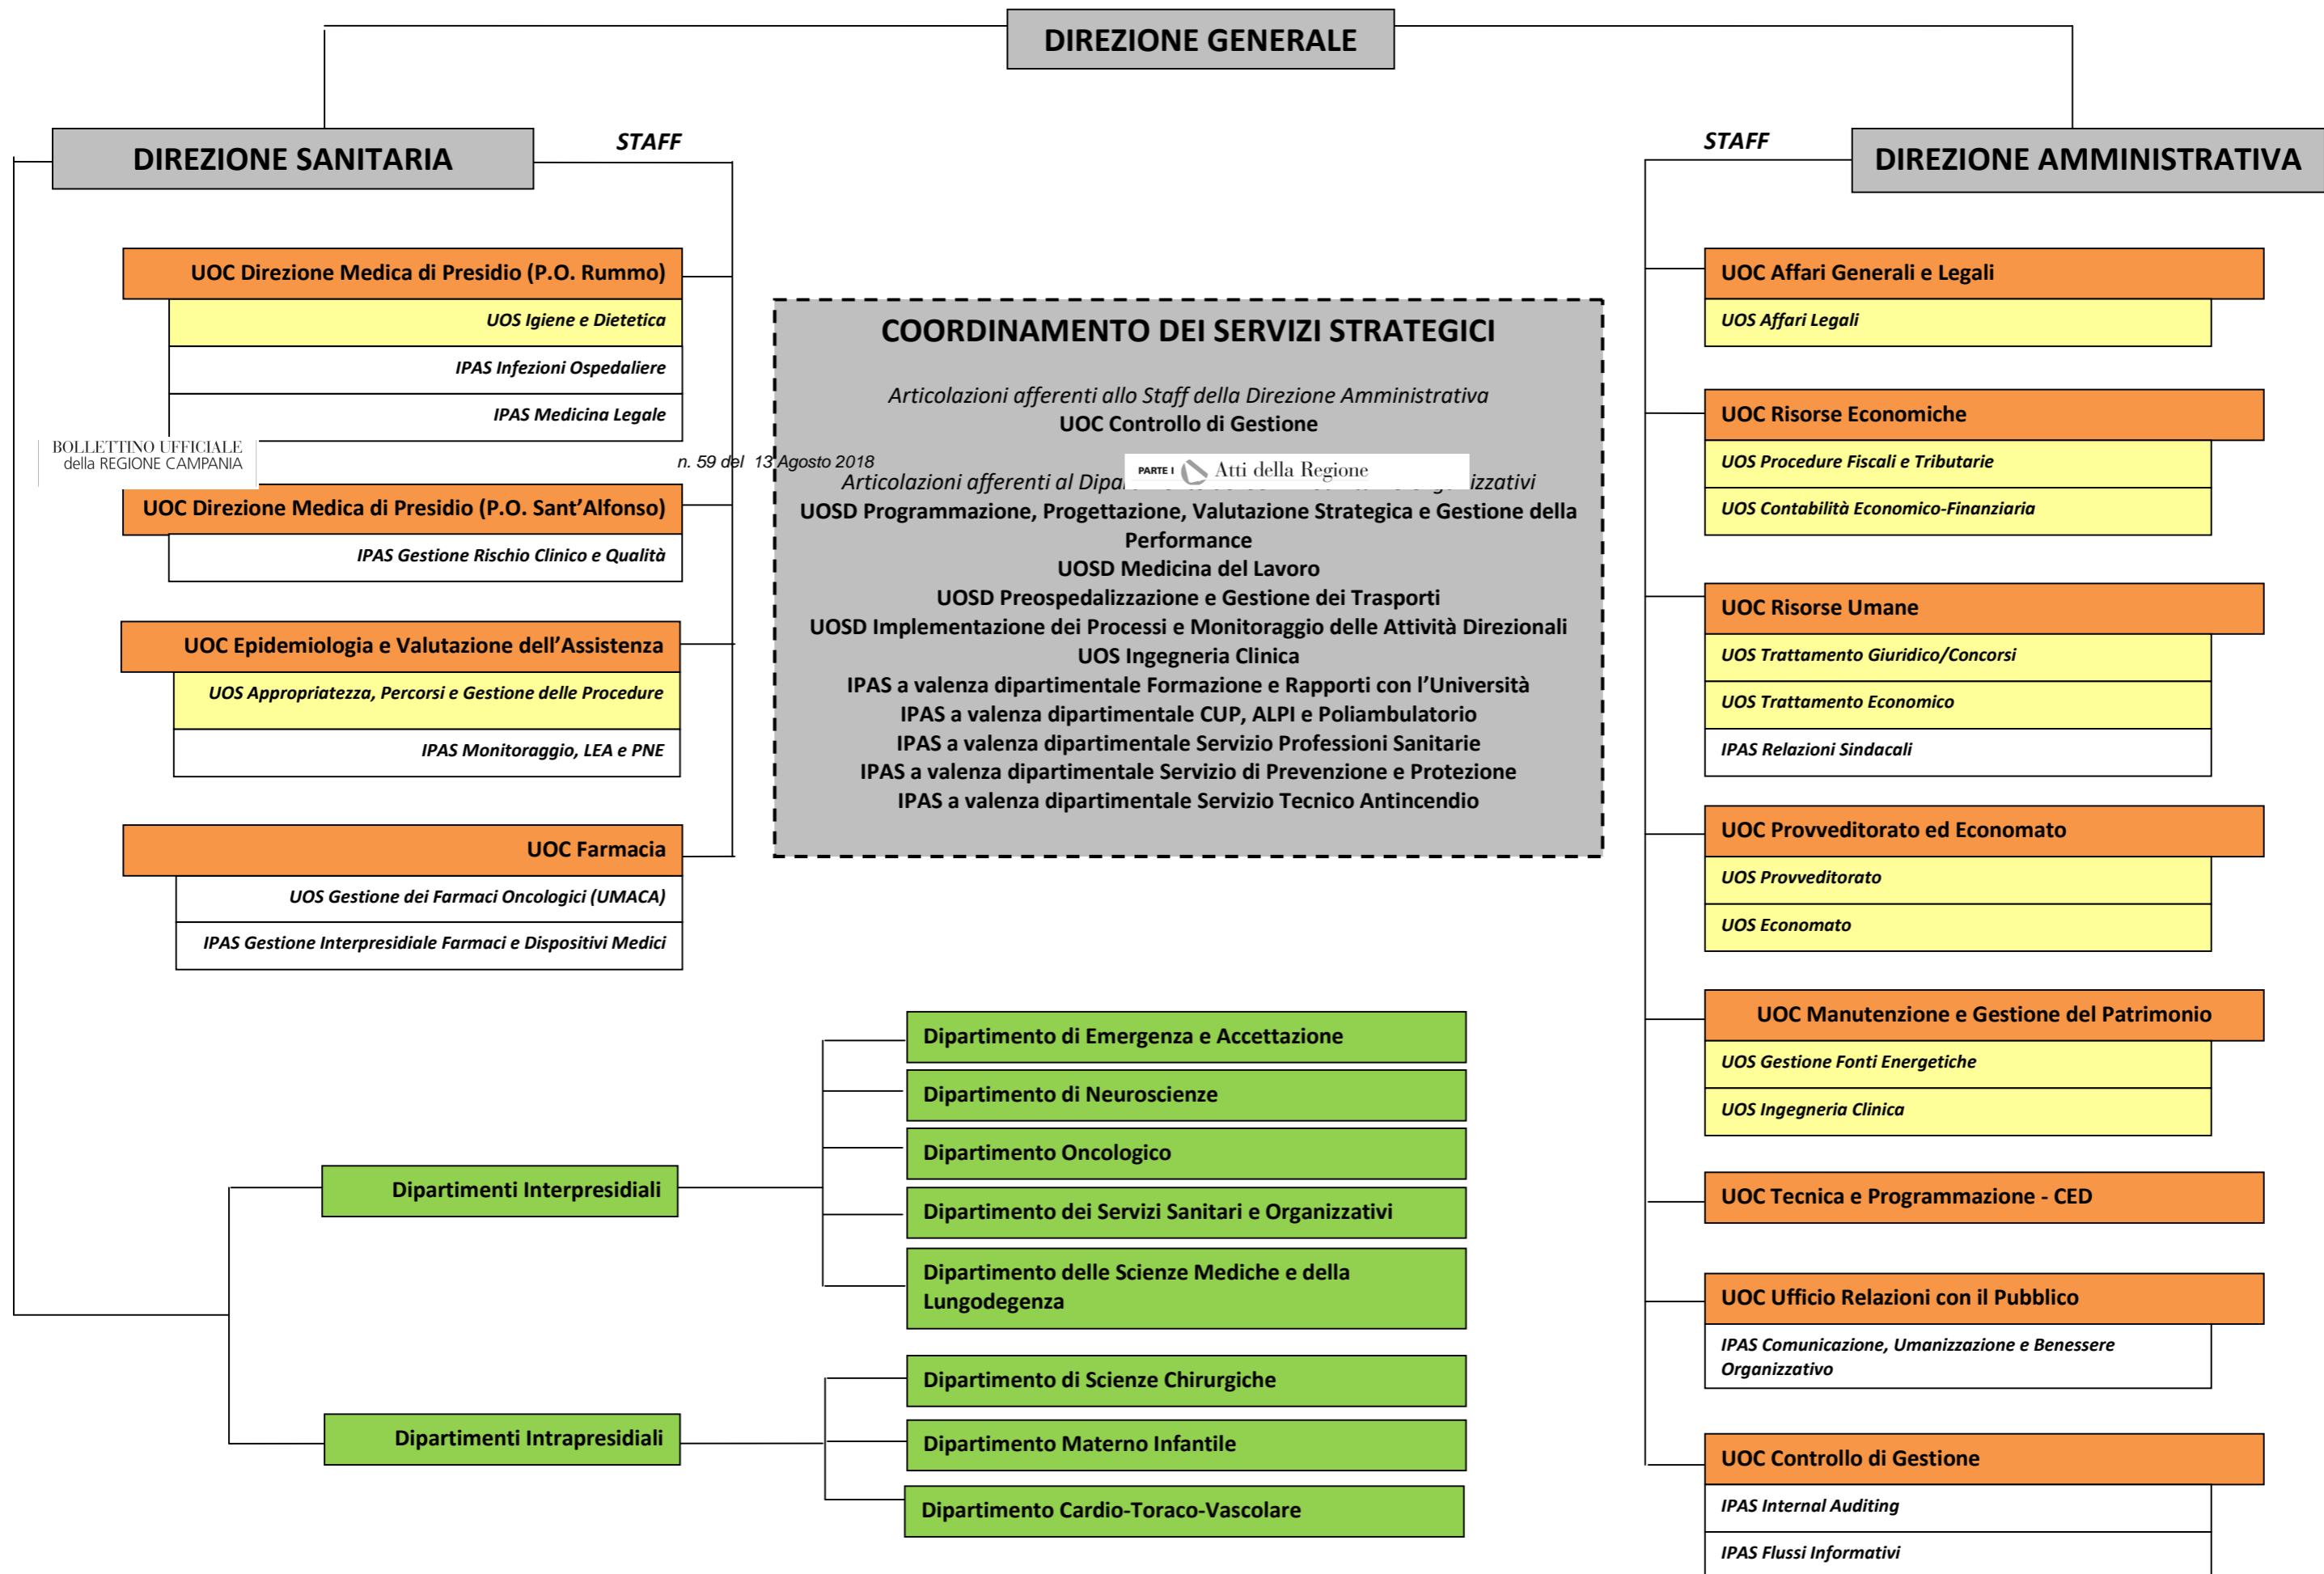 DIREZIONE GENERALE
DIREZIONE SANITARIA
STAFF
STAFF
DIREZIONE AMMINISTRATIVA
UOC Direzione Medica di Presidio (P.O. Rummo)
UOS Igiene e Dietetica
IPAS Infezioni Ospedaliere
IPAS Medicina Legale
BOLLETTINO UFFICIALE
della REGIONE CAMPANIA
n. 59 del 13 Agosto 2018
PARTE I Atti della Regione
UOC Direzione Medica di Presidio (P.O. Sant'Alfonso)
IPAS Gestione Rischio Clinico e Qualità
UOC Epidemiologia e Valutazione dell'Assistenza
UOS Appropriatezza, Percorsi e Gestione delle Procedure
IPAS Monitoraggio, LEA e PNE
UOC Farmacia
UOS Gestione dei Farmaci Oncologici (UMACA)
IPAS Gestione Interpresidiale Farmaci e Dispositivi Medici
COORDINAMENTO DEI SERVIZI STRATEGICI
Articolazioni afferenti allo Staff della Direzione Amministrativa
UOC Controllo di Gestione
Articolazioni afferenti al
UOSD Programmazione, Progettazione, Valutazione Strategica e Gestione della
Performance
UOSD Medicina del Lavoro
UOSD Preospedalizzazione e Gestione dei Trasporti
UOSD Implementazione dei Processi e Monitoraggio delle Attività Direzionali
UOS Ingegneria Clinica
IPAS a valenza dipartimentale Formazione e Rapporti con l'Università
IPAS a valenza dipartimentale CUP, ALPI e Poliambulatorio
IPAS a valenza dipartimentale Servizio Professioni Sanitarie
IPAS a valenza dipartimentale Servizio di Prevenzione e Protezione
IPAS a valenza dipartimentale Servizio Tecnico Antincendio
UOC Affari Generali e Legali
UOS Affari Legali
UOC Risorse Economiche
UOS Procedure Fiscali e Tributarie
UOS Contabilità Economico-Finanziaria
UOC Risorse Umane
UOS Trattamento Giuridico/Concorsi
UOS Trattamento Economico
IPAS Relazioni Sindacali
UOC Provveditorato ed Economato
UOS Provveditorato
UOS Economato
UOC Manutenzione e Gestione del Patrimonio
UOS Gestione Fonti Energetiche
UOS Ingegneria Clinica
UOC Tecnica e Programmazione - CED
UOC Ufficio Relazioni con il Pubblico
IPAS Comunicazione, Umanizzazione e Benessere
Organizzativo
UOC Controllo di Gestione
IPAS Internal Auditing
IPAS Flussi Informativi
Dipartimenti Interpresidiali
Dipartimento di Emergenza e Accettazione
Dipartimento di Neuroscienze
Dipartimento Oncologico
Dipartimento dei Servizi Sanitari e Organizzativi
Dipartimento delle Scienze Mediche e della
Lungodegenza
Dipartimenti Intrapresidiali
Dipartimento di Scienze Chirurgiche
Dipartimento Materno Infantile
Dipartimento Cardio-Toraco-Vascolare